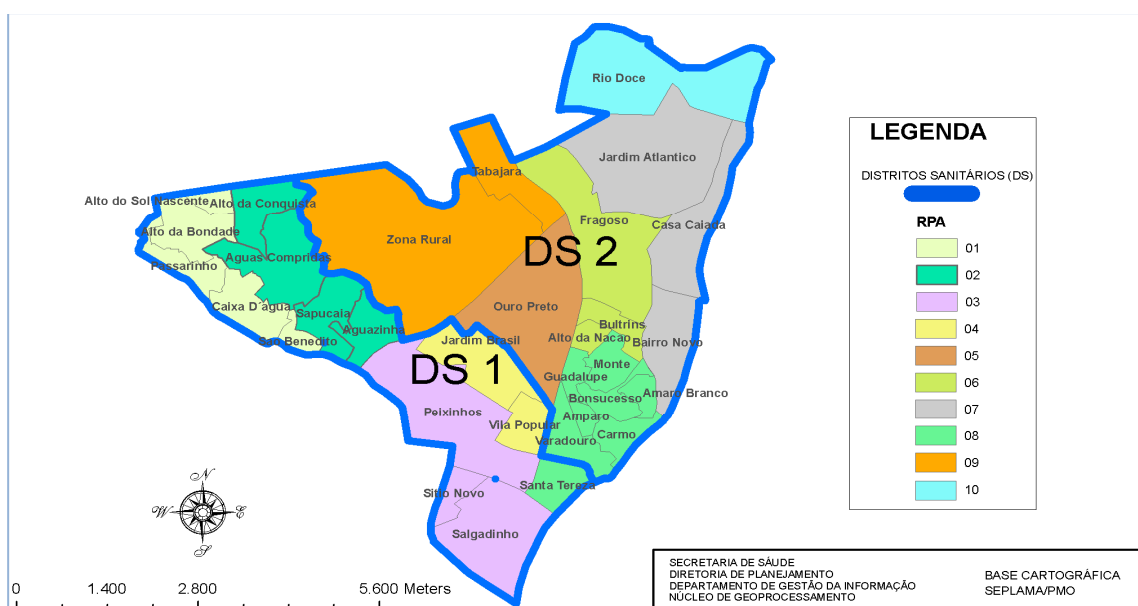 Rio Doce
Jardim Atlantico
Tabajara
Alto do Sol Nascente
Alto da Conquista
Fragoso
Casa Caiada
Alto da Bondade
Zona Rural
DS 2
Aguas Compridas
Passarinho
Caixa D´agua
Ouro Preto
Sapucaia
Bultrins
Aguazinha
Alto da Nacao
Sao Benedito
Jardim Brasil
Bairro Novo
DS 1
Monte
Guadalupe
Amaro Branco
Bonsucesso
Peixinhos
Amparo
Vila Popular
Carmo
Varadouro
Santa Tereza
Sitio Novo
Salgadinho
N
W
E
S
0 1.400 2.800 5.600 Meters
LEGENDA
DISTRITOS SANITÁRIOS (DS)
RPA
01
02
03
04
05
06
07
08
09
10
SECRETARIA DE SÁUDE
DIRETORIA DE PLANEJAMENTO
DEPARTAMENTO DE GESTÃO DA INFORMAÇÃO
NÚCLEO DE GEOPROCESSAMENTO
BASE CARTOGRÁFICA
SEPLAMA/PMO